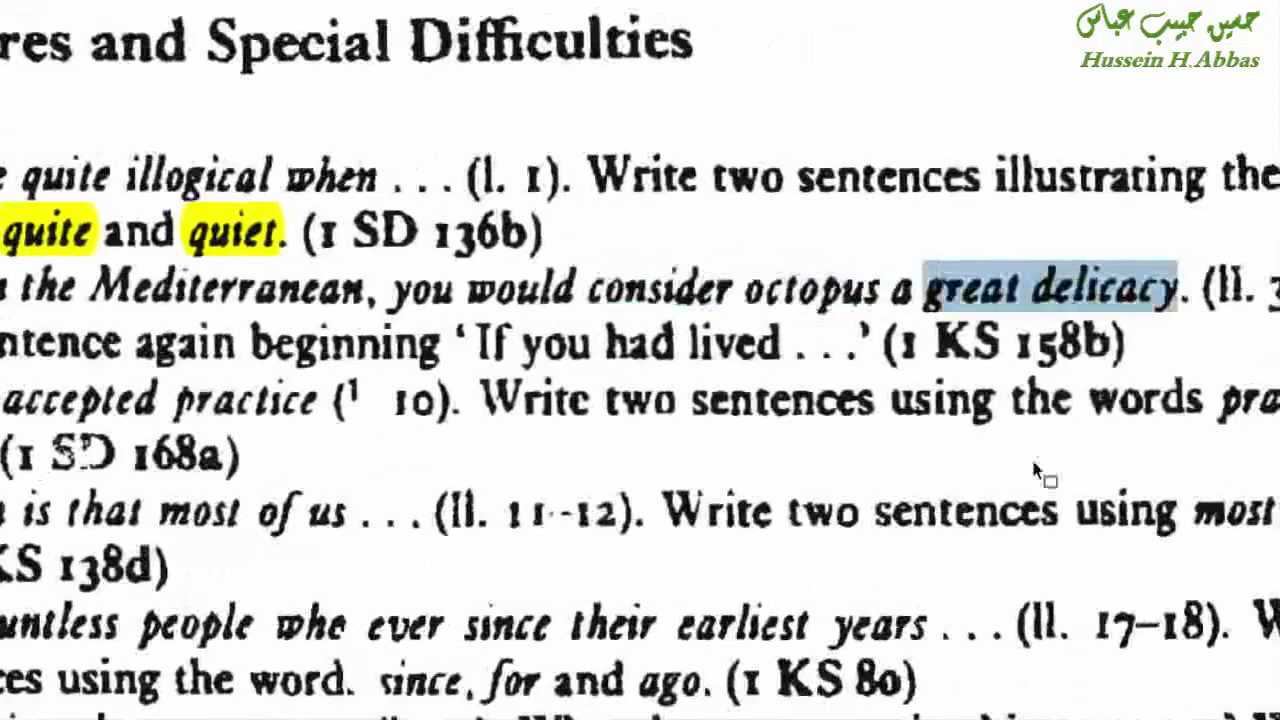 حسين حبيب عباس
Hussein H.Abbas
res and Special Difficulties
quite illogical when . . . (l. 1). Write two sentences illustrating the
quite and quiet. (1 SD 136b)
the Mediterranean, you would consider octopus a great delicacy. (ll. 3
ntence again beginning ‘If you had lived . . .’ (1 KS 158b)
accepted practice (l 10). Write two sentences using the words pra
(1 SD 168a)
is that most of us . . . (ll. 11-12). Write two sentences using most
KS 138d)
untless people who ever since their earliest years . . . (ll. 17–18). W
ces using the word. since, for and ago. (1 KS 80)